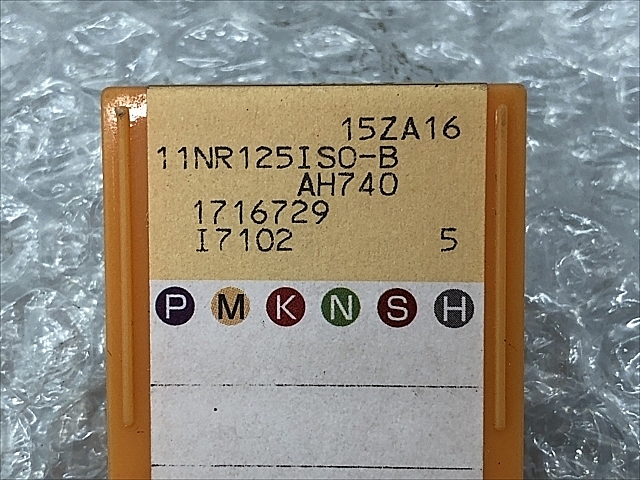 15ZA16
11NR125ISO-B
AH740
1716729
I7102 5
P M K N S H